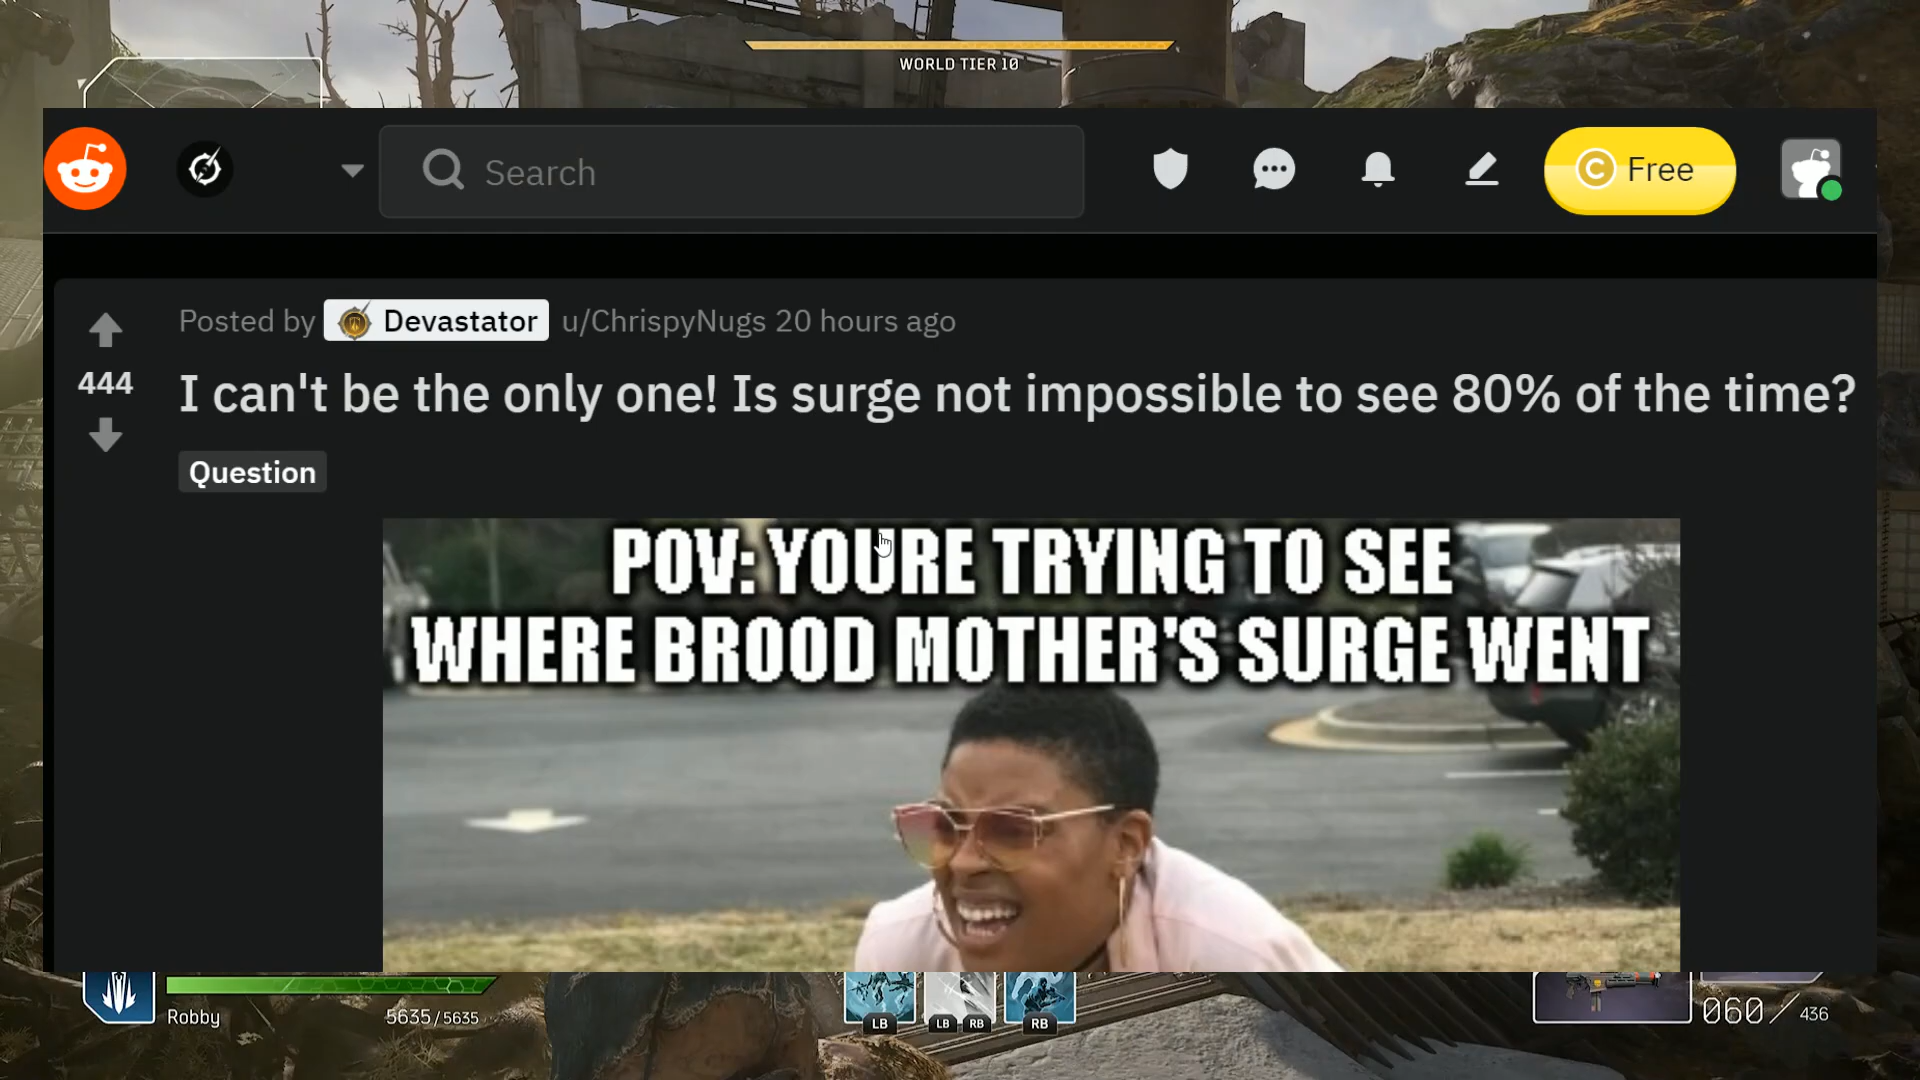 WORLD TIER 10
Search
Free
Posted by Devastator u/ChrispyNugs 20 hours ago
444
I can't be the only one! Is surge not impossible to see 80% of the time?
Question
POV: YOURE TRYING TO SEE
WHERE BROOD MOTHER'S SURGE WENT
Robby
5635/5635
LB
LB RB
RB
060/436